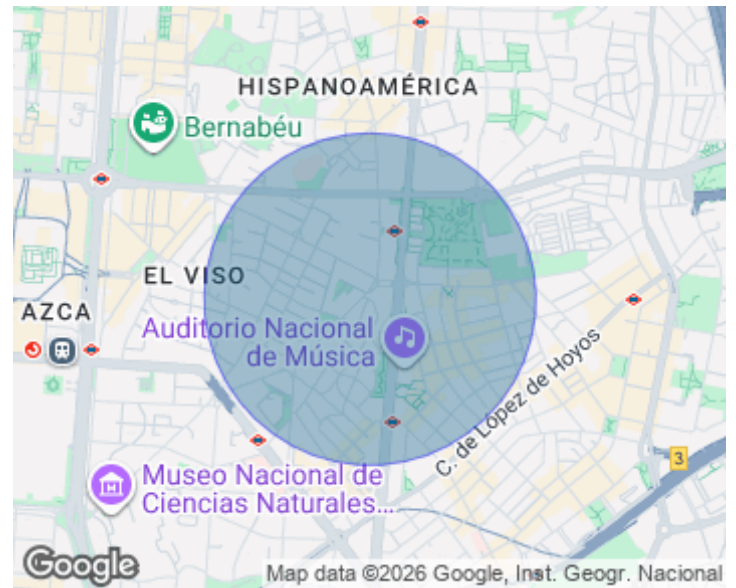 HISPANOAMÉRICA
Bernabéu
EL VISO
AZCA
Auditorio Nacional
de Música
C. de López de Hoyos
3
Museo Nacional de
Ciencias Naturales...
Google
Map data ©2026 Google, Inst. Geogr. Nacional